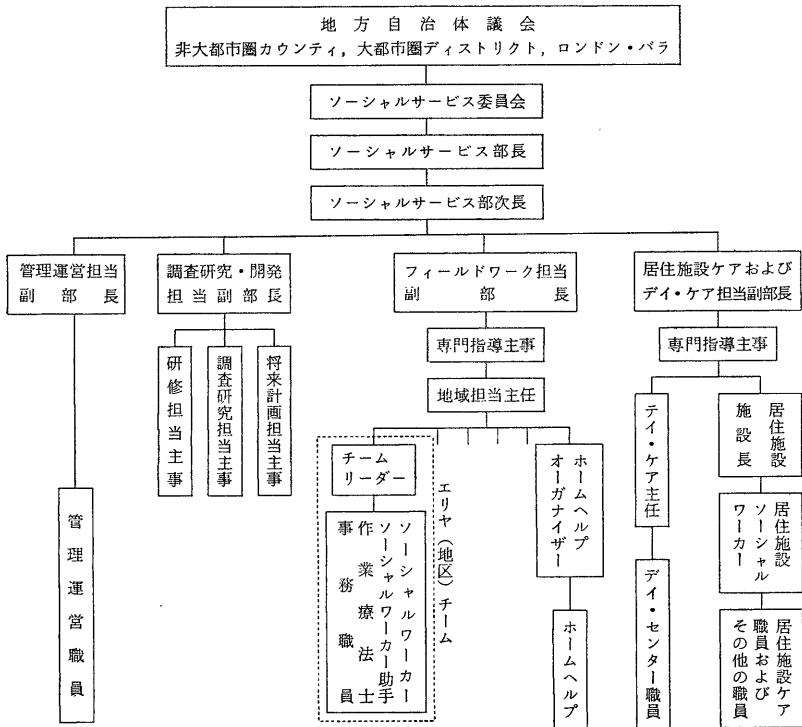 地方自治体議会
非大都市圏カウンティ，大都市圏ディストリクト，ロンドン・バラ
ソーシャルサービス委員会
ソーシャルサービス部長
ソーシャルサービス部次長
管理運営担当
副部長
調査研究・開発
担当副部長
フィールドワーク担当
副部長
居住施設ケアおよび
デイ・ケア担当副部長
研修担当主事
調査研究担当主事
将来計画担当主事
専門指導主事
専門指導主事
地域担当主任
チーム
リーダー
エリヤ（地区）チーム
ホームヘルプ
オーガナイザー
テイ・ケア主任
居住施設
施設長
管理運営職員
ソーシャルワーカー
ソーシャルワーカー助手
作業療法士
事務職員
居住施設
ソーシャル
ワーカー
ホームヘルプ
デイ・センター職員
居住施設ケア
職員および
その他の職員